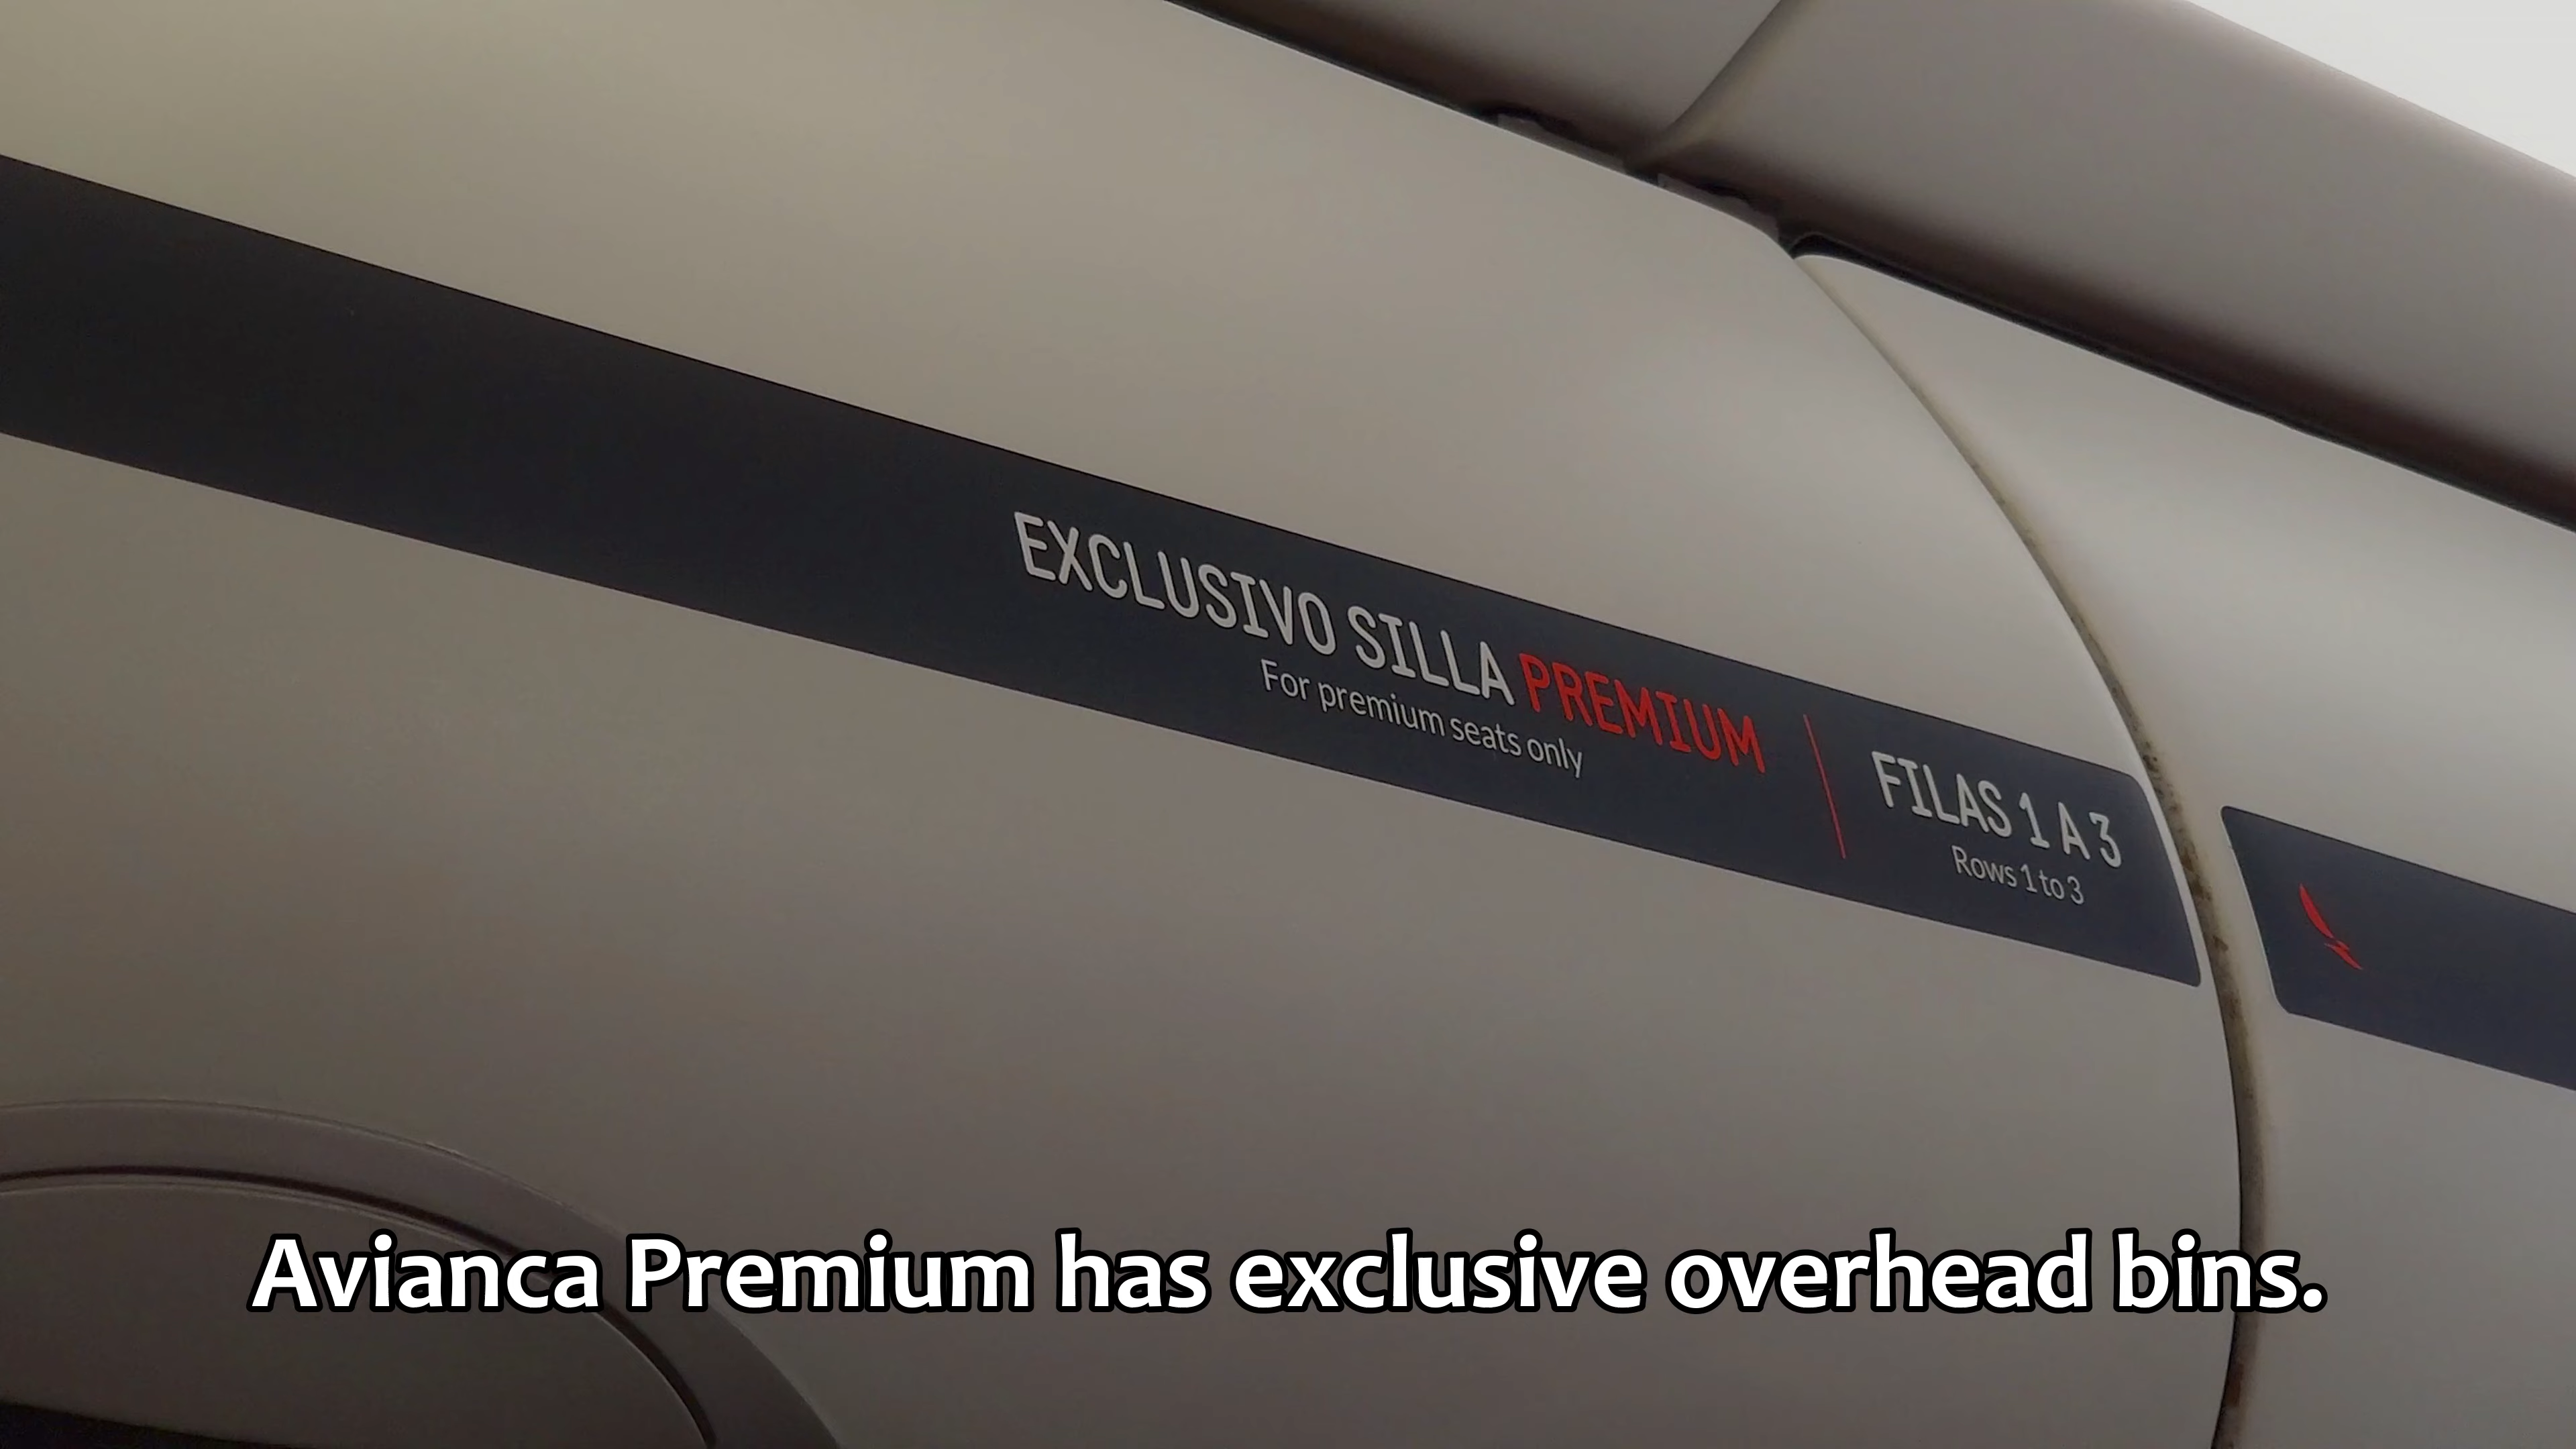 EXCLUSIVO SILLA PREMIUM
For premium seats only
FILAS 1 A 3
Rows 1 to 3
Avianca Premium has exclusive overhead bins.